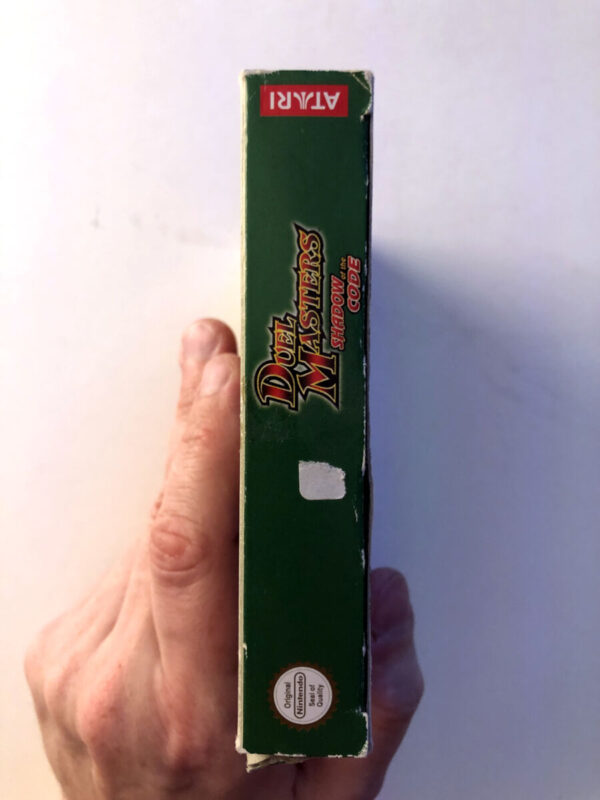 ATARI
DUEL
MASTERS
SHADOW of the
CODE
Original
Nintendo
Seal of
Quality